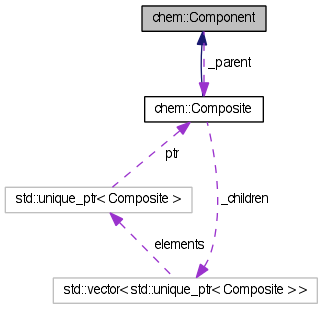 chem::Component
_parent
chem::Composite
ptr
std::unique_ptr< Composite >
_children
elements
std::vector< std::unique_ptr< Composite > >